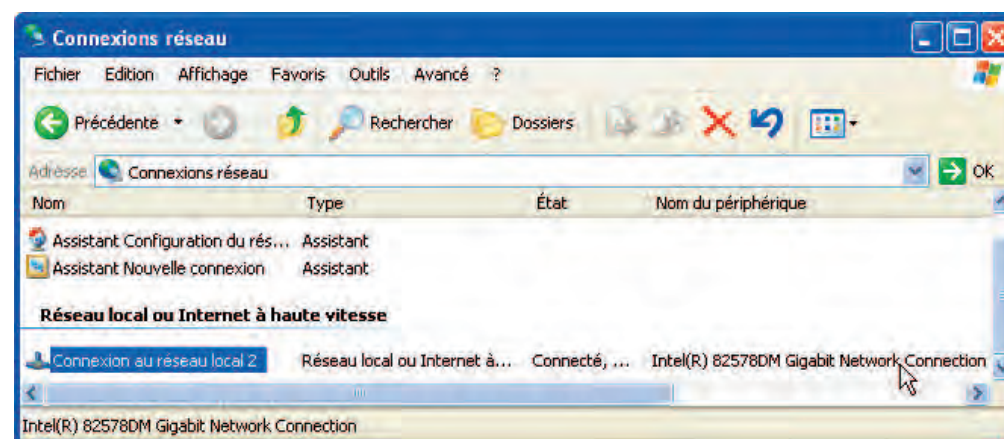 Connexions réseau
Fichier Edition Affichage Favoris Outils Avancé ?
Précédente Rechercher Dossiers
Adresse Connexions réseau OK
Nom Type État Nom du périphérique
Assistant Configuration du rés... Assistant
Assistant Nouvelle connexion Assistant
Réseau local ou Internet à haute vitesse
Connexion au réseau local 2 Réseau local ou Internet à... Connecté, ... Intel(R) 82578DM Gigabit Network Connection
Intel(R) 82578DM Gigabit Network Connection